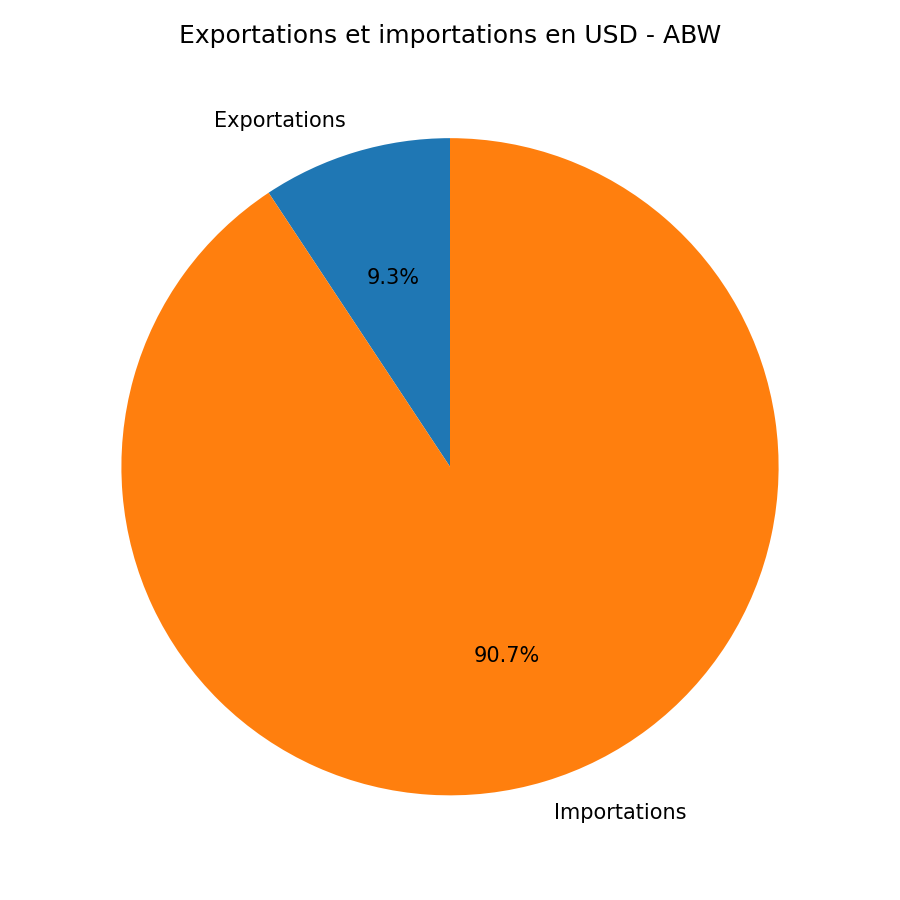 Exportations et importations en USD - ABW
Exportations
9.3%
90.7%
Importations